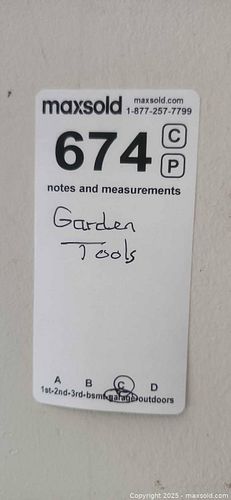 maxsold maxsold.com
1-877-257-7799
674 C
P
notes and measurements
Garden
Tools
A B C D
1st-2nd-3rd-bsmt-garage-outdoors
Copyright 2025 - maxsold.com